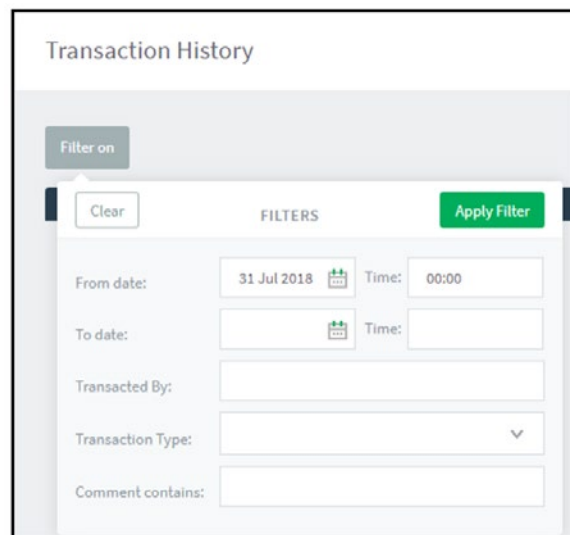 Transaction History
Filter on
Clear FILTERS Apply Filter
From date: 31 Jul 2018 Time: 00:00
To date: Time:
Transacted By:
Transaction Type:
Comment contains: